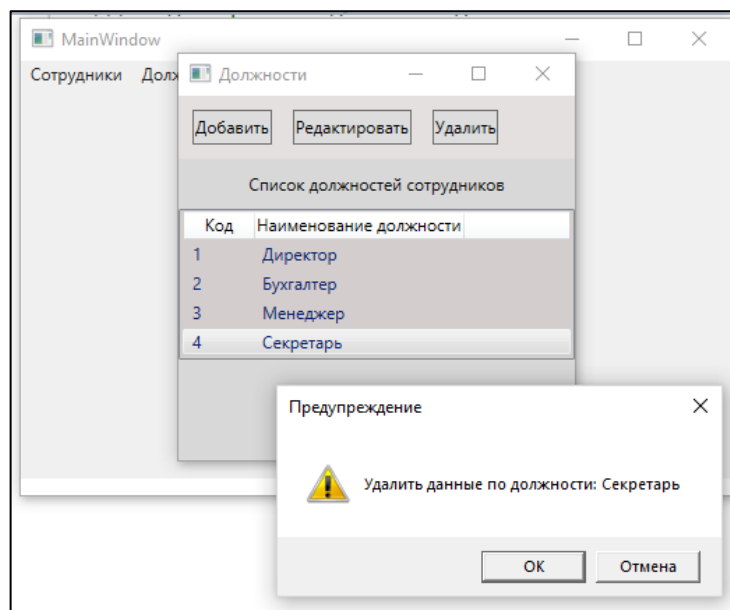 MainWindow
Сотрудники Долж
Должности
Добавить Редактировать Удалить
Список должностей сотрудников
Код Наименование должности
1 Директор
2 Бухгалтер
3 Менеджер
4 Секретарь
Предупреждение
Удалить данные по должности: Секретарь
ОК Отмена